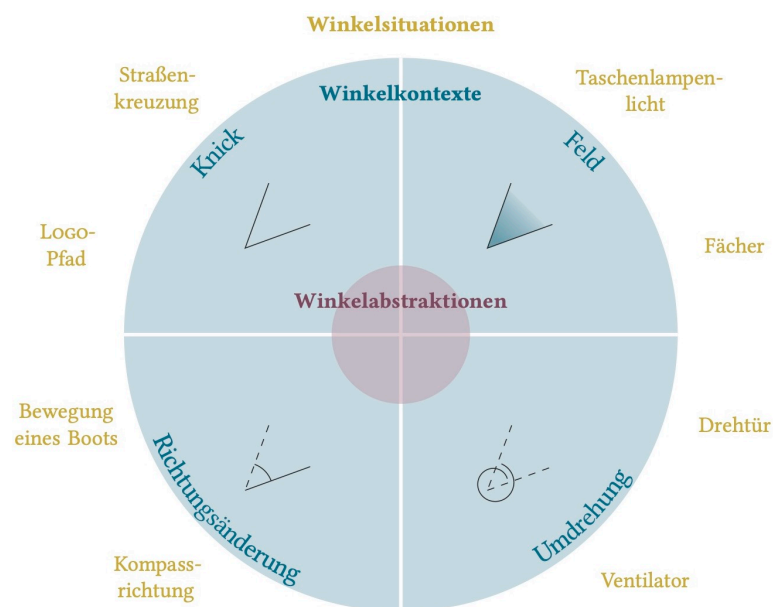 Winkelsituationen
Straßen-
kreuzung
Taschenlampen-
licht
Winkelkontexte
Knick
Feld
LOGO-
Pfad
Fächer
Winkelabstraktionen
Bewegung
eines Boots
Drehtür
Richtungsänderung
Umdrehung
Kompass-
richtung
Ventilator